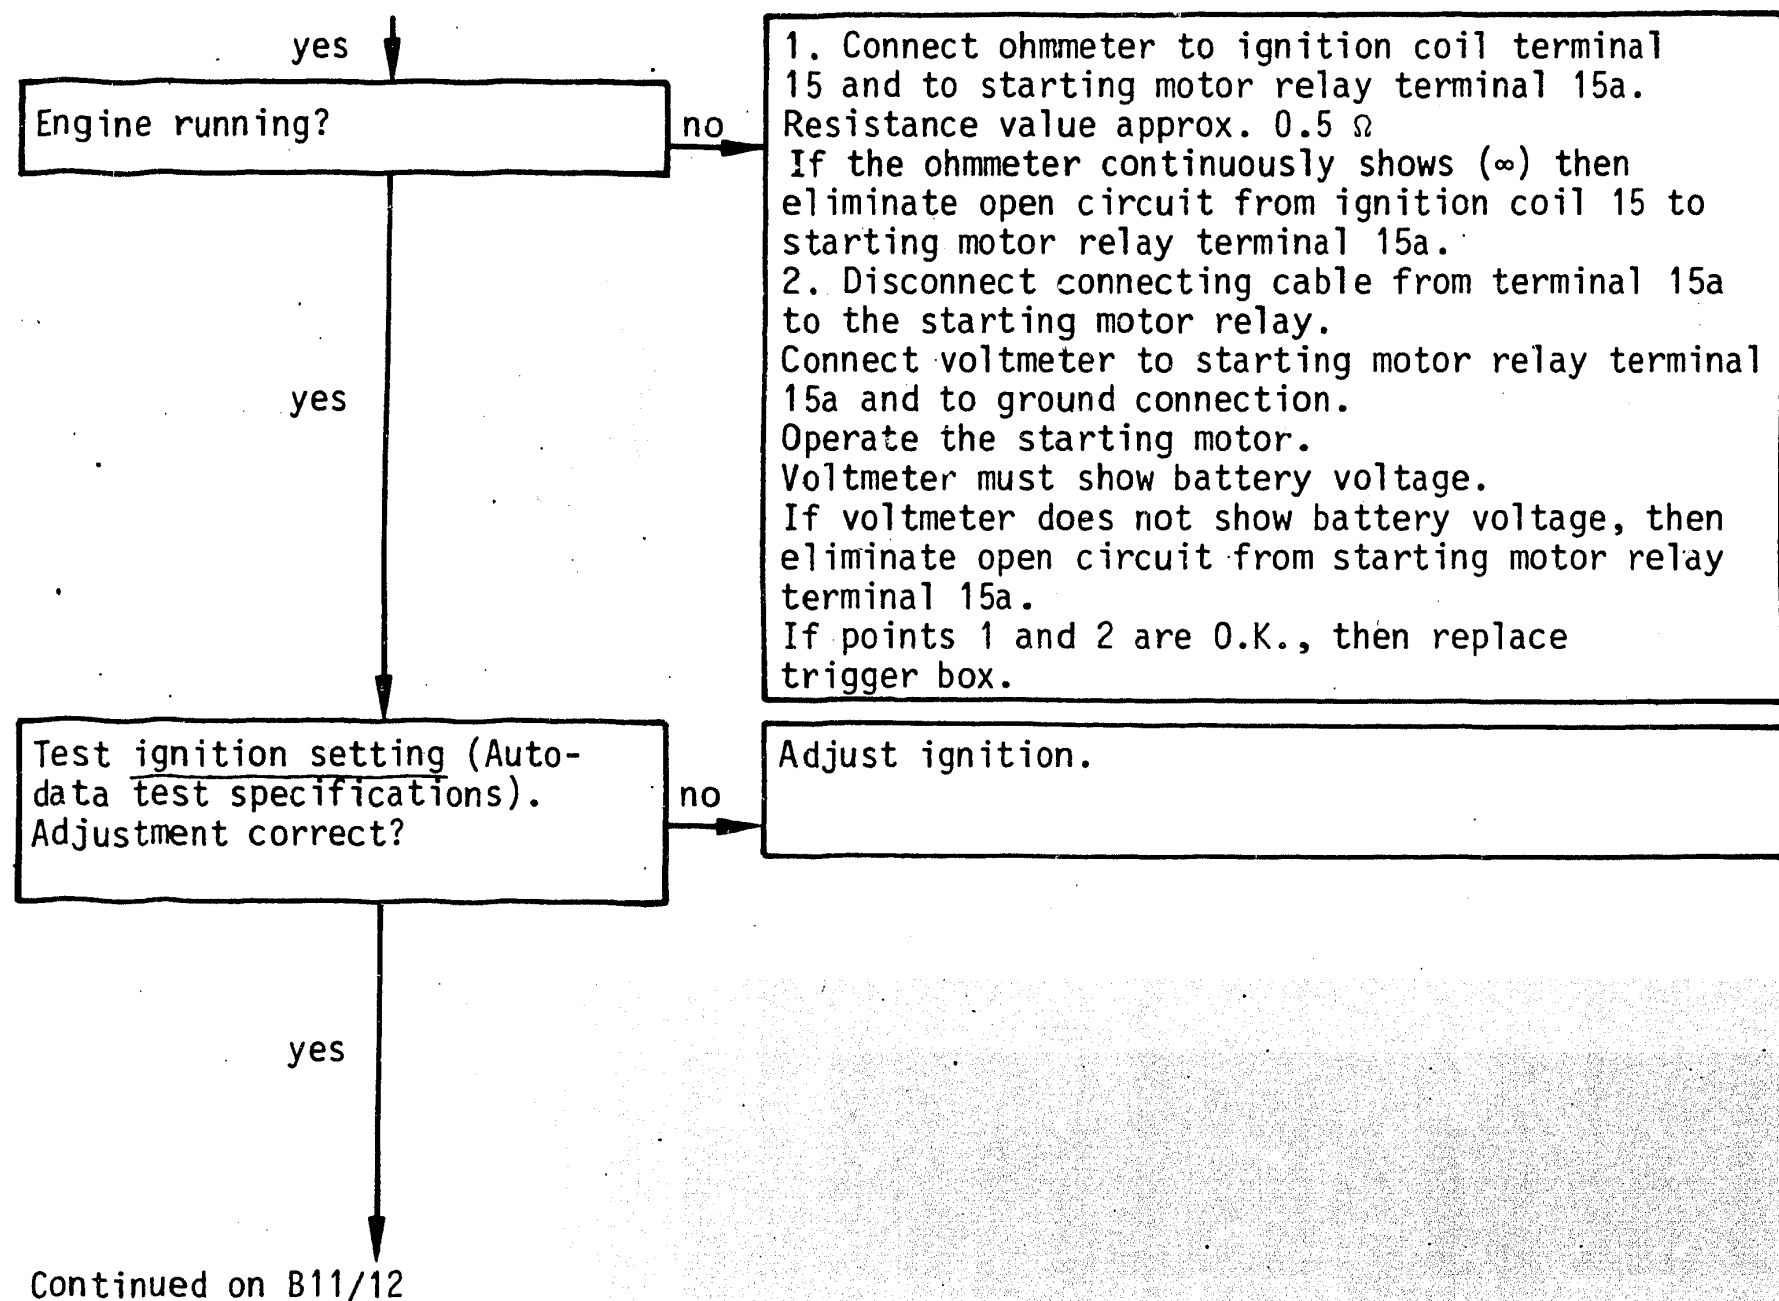 yes
Engine running?
no
1. Connect ohmmeter to ignition coil terminal
15 and to starting motor relay terminal 15a.
Resistance value approx. 0.5 Ω
If the ohmmeter continuously shows (∞) then
eliminate open circuit from ignition coil 15 to
starting motor relay terminal 15a.
2. Disconnect connecting cable from terminal 15a
to the starting motor relay.
Connect voltmeter to starting motor relay terminal
15a and to ground connection.
Operate the starting motor.
Voltmeter must show battery voltage.
If voltmeter does not show battery voltage, then
eliminate open circuit from starting motor relay
terminal 15a.
If points 1 and 2 are O.K., then replace
trigger box.
yes
Test ignition setting (Auto-
data test specifications).
Adjustment correct?
no
Adjust ignition.
yes
Continued on B11/12